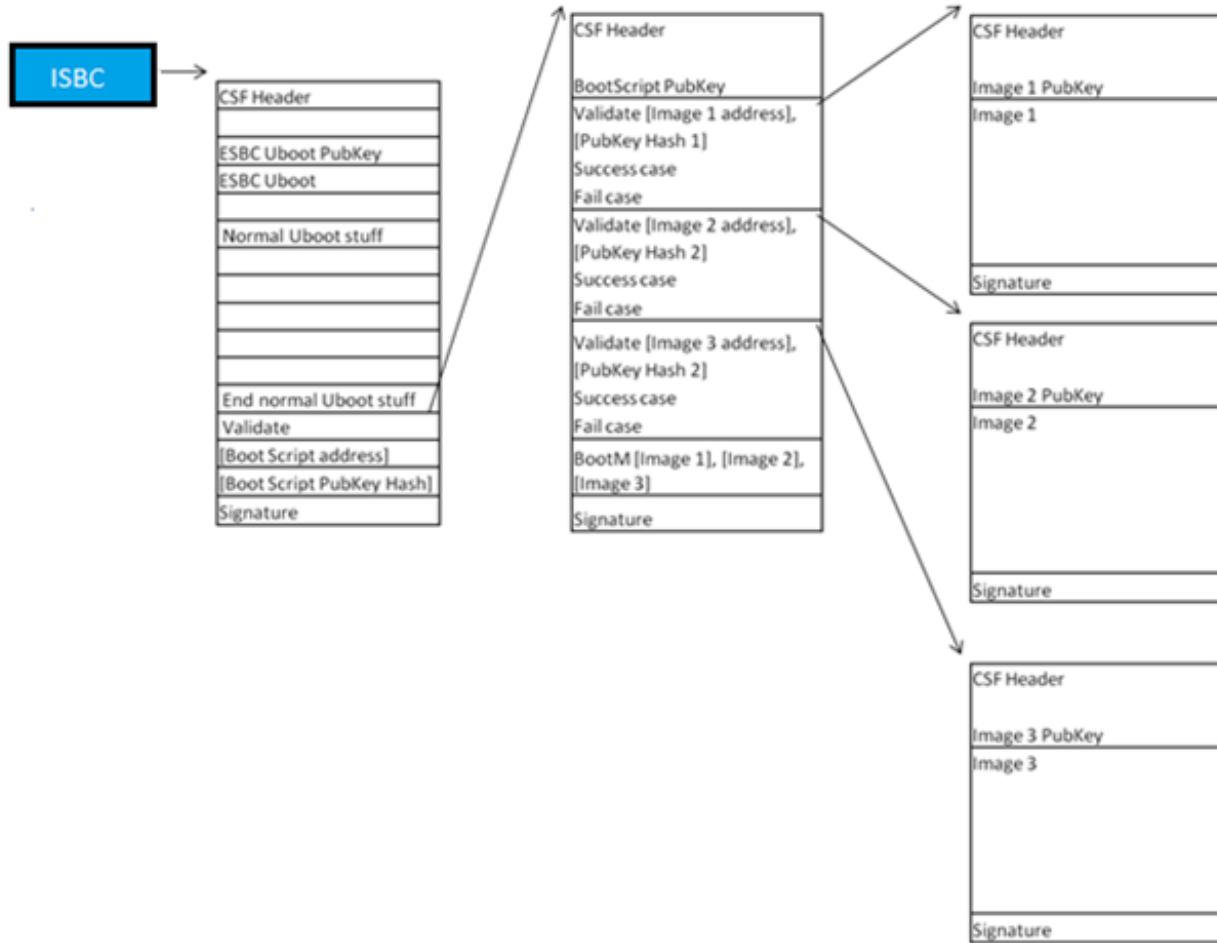 ISBC
CSF Header
ESBC Uboot PubKey
ESBC Uboot
Normal Uboot stuff
End normal Uboot stuff
Validate
[Boot Script address]
[Boot Script PubKey Hash]
Signature
CSF Header
BootScript PubKey
Validate [Image 1 address],
[PubKey Hash 1]
Success case
Fail case
Validate [Image 2 address],
[PubKey Hash 2]
Success case
Fail case
Validate [Image 3 address],
[PubKey Hash 2]
Success case
Fail case
BootM [Image 1], [Image 2],
[Image 3]
Signature
CSF Header
Image 1 PubKey
Image 1
Signature
CSF Header
Image 2 PubKey
Image 2
Signature
CSF Header
Image 3 PubKey
Image 3
Signature